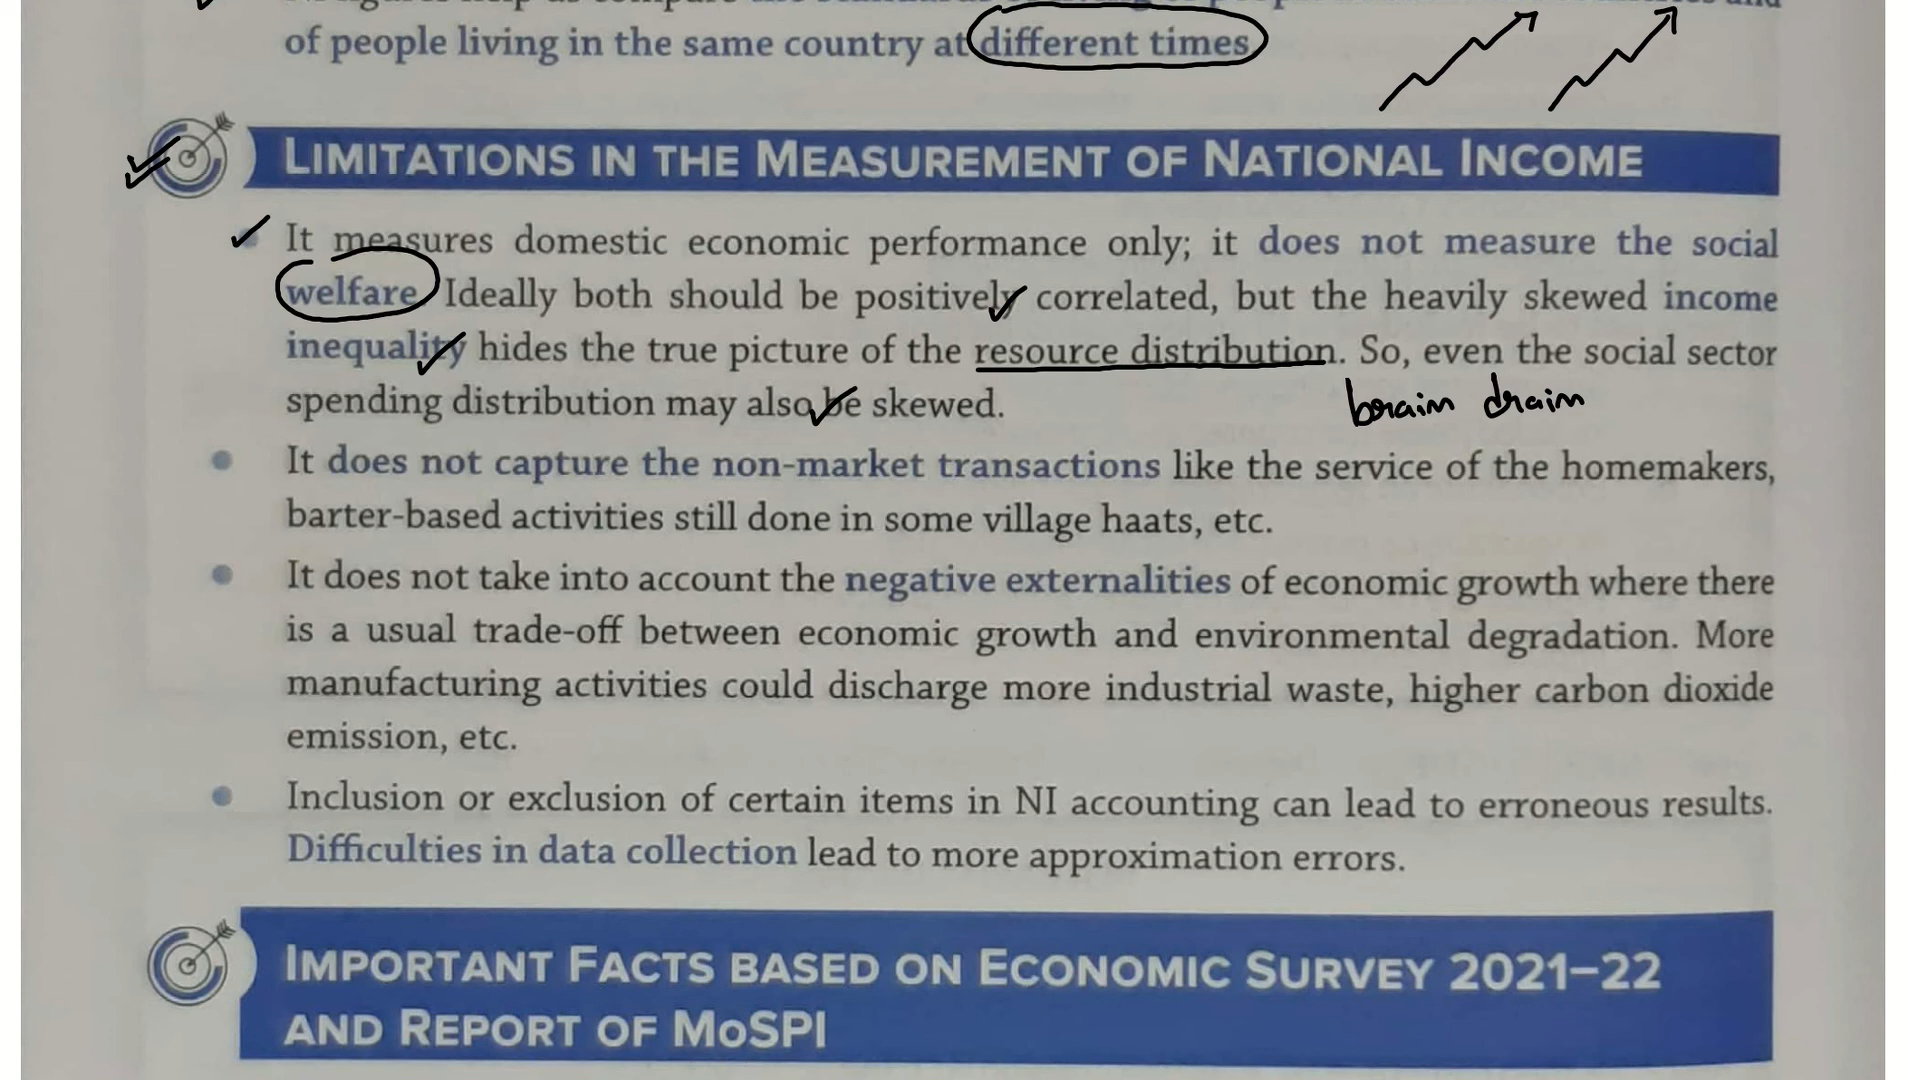 of people living in the same country at different times
LIMITATIONS IN THE MEASUREMENT OF NATIONAL INCOME
It measures domestic economic performance only; it does not measure the social
welfare. Ideally both should be positively correlated, but the heavily skewed income
inequality hides the true picture of the resource distribution. So, even the social sector
spending distribution may also be skewed.
brain drain
It does not capture the non-market transactions like the service of the homemakers,
barter-based activities still done in some village haats, etc.
It does not take into account the negative externalities of economic growth where there
is a usual trade-off between economic growth and environmental degradation. More
manufacturing activities could discharge more industrial waste, higher carbon dioxide
emission, etc.
Inclusion or exclusion of certain items in NI accounting can lead to erroneous results.
Difficulties in data collection lead to more approximation errors.
IMPORTANT FACTS BASED ON ECONOMIC SURVEY 2021–22
AND REPORT OF MoSPI